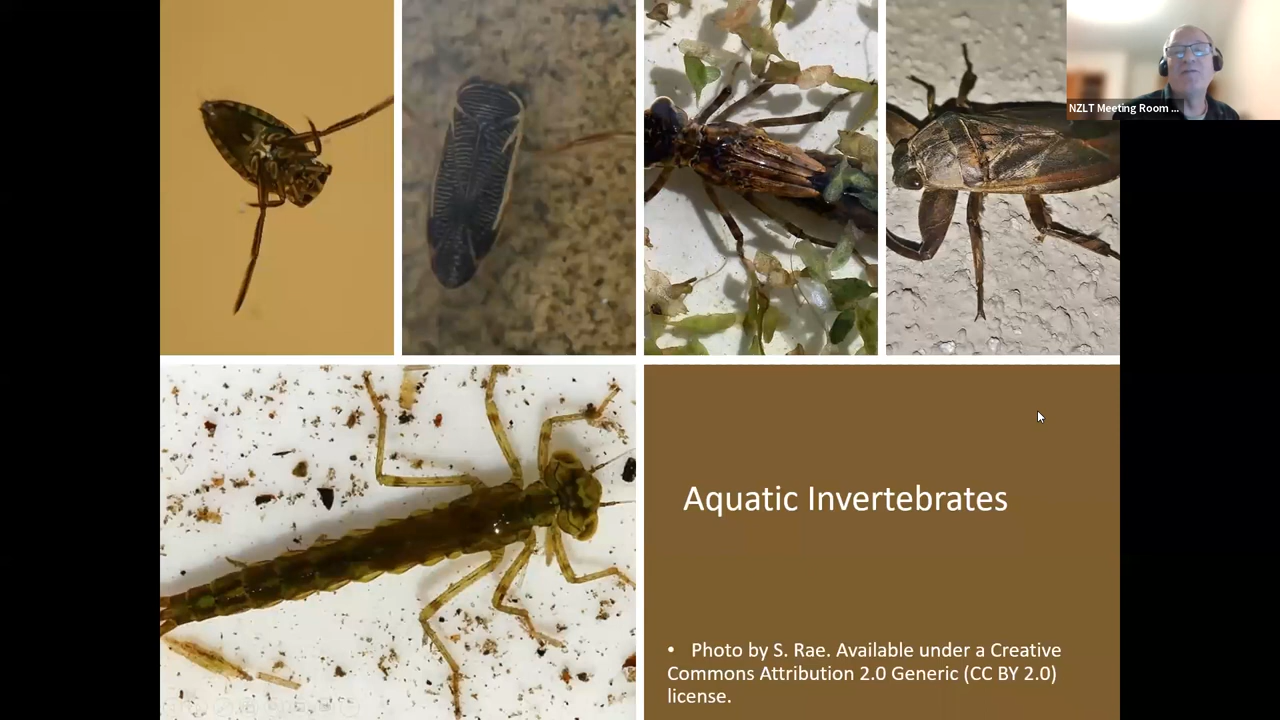 NZLT Meeting Room ...
Aquatic Invertebrates
• Photo by S. Rae. Available under a Creative
Commons Attribution 2.0 Generic (CC BY 2.0)
license.